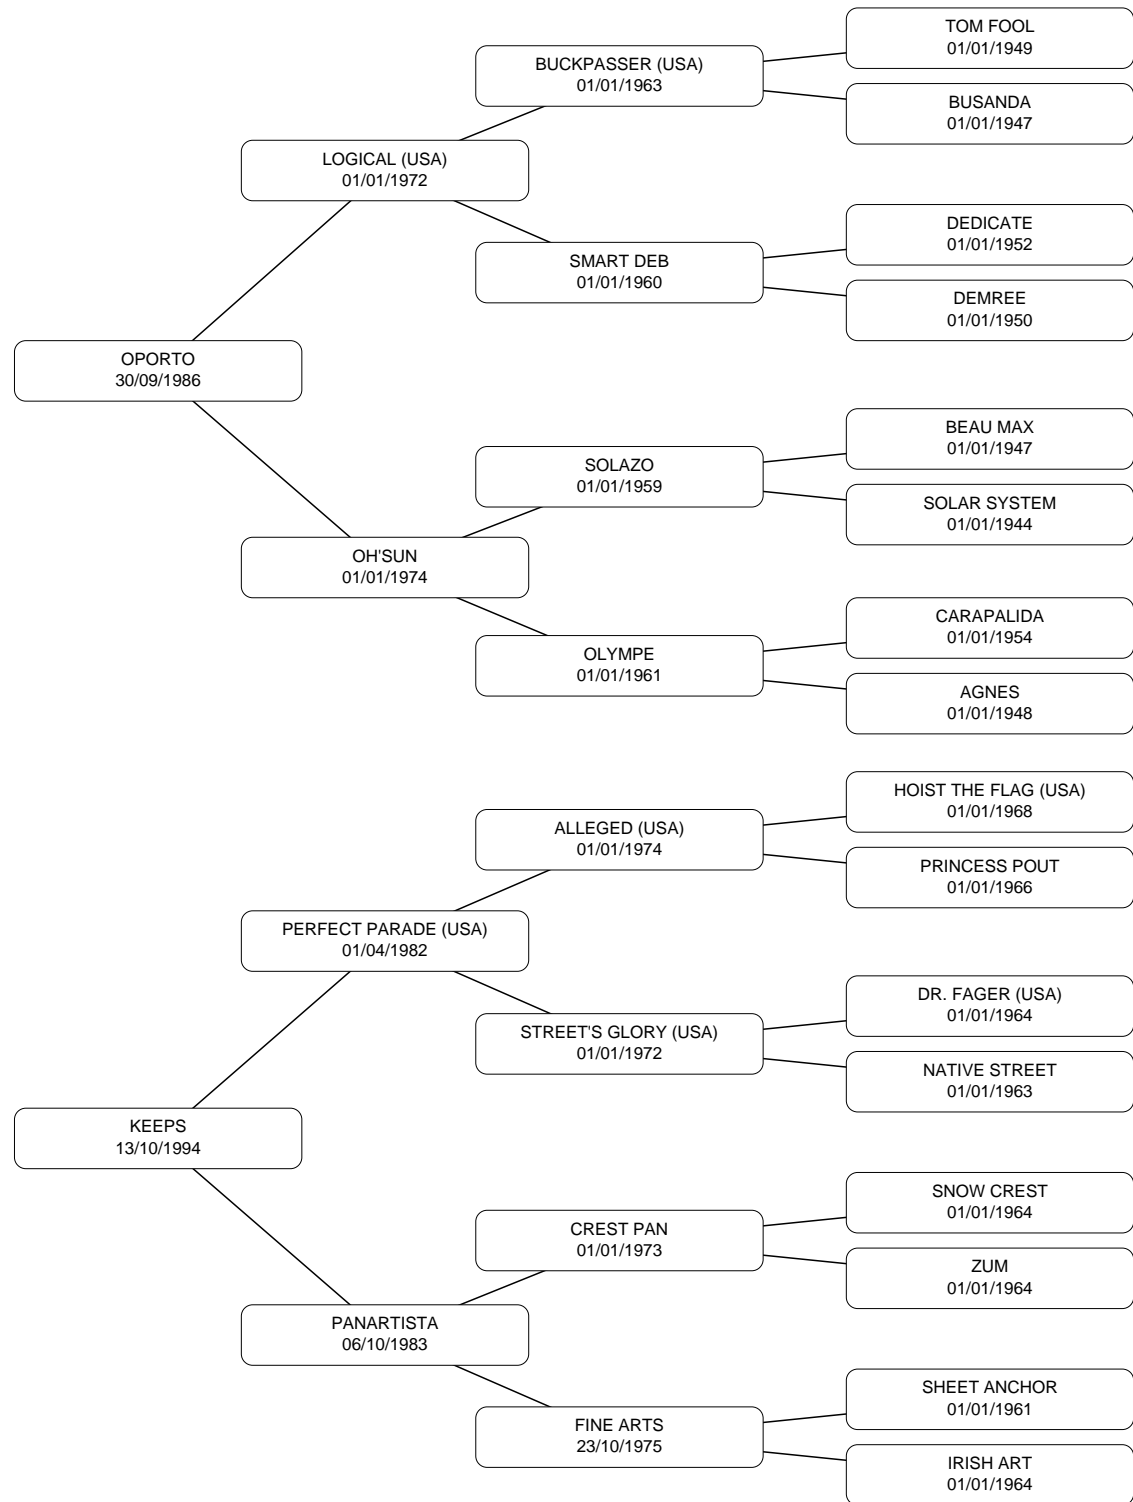 TOM FOOL
01/01/1949
BUCKPASSER (USA)
01/01/1963
BUSANDA
01/01/1947
LOGICAL (USA)
01/01/1972
DEDICATE
01/01/1952
SMART DEB
01/01/1960
DEMREE
01/01/1950
OPORTO
30/09/1986
BEAU MAX
01/01/1947
SOLAZO
01/01/1959
SOLAR SYSTEM
01/01/1944
OH'SUN
01/01/1974
CARAPALIDA
01/01/1954
OLYMPE
01/01/1961
AGNES
01/01/1948
HOIST THE FLAG (USA)
01/01/1968
ALLEGED (USA)
01/01/1974
PRINCESS POUT
01/01/1966
PERFECT PARADE (USA)
01/04/1982
DR. FAGER (USA)
01/01/1964
STREET'S GLORY (USA)
01/01/1972
NATIVE STREET
01/01/1963
KEEPS
13/10/1994
SNOW CREST
01/01/1964
CREST PAN
01/01/1973
ZUM
01/01/1964
PANARTISTA
06/10/1983
SHEET ANCHOR
01/01/1961
FINE ARTS
23/10/1975
IRISH ART
01/01/1964